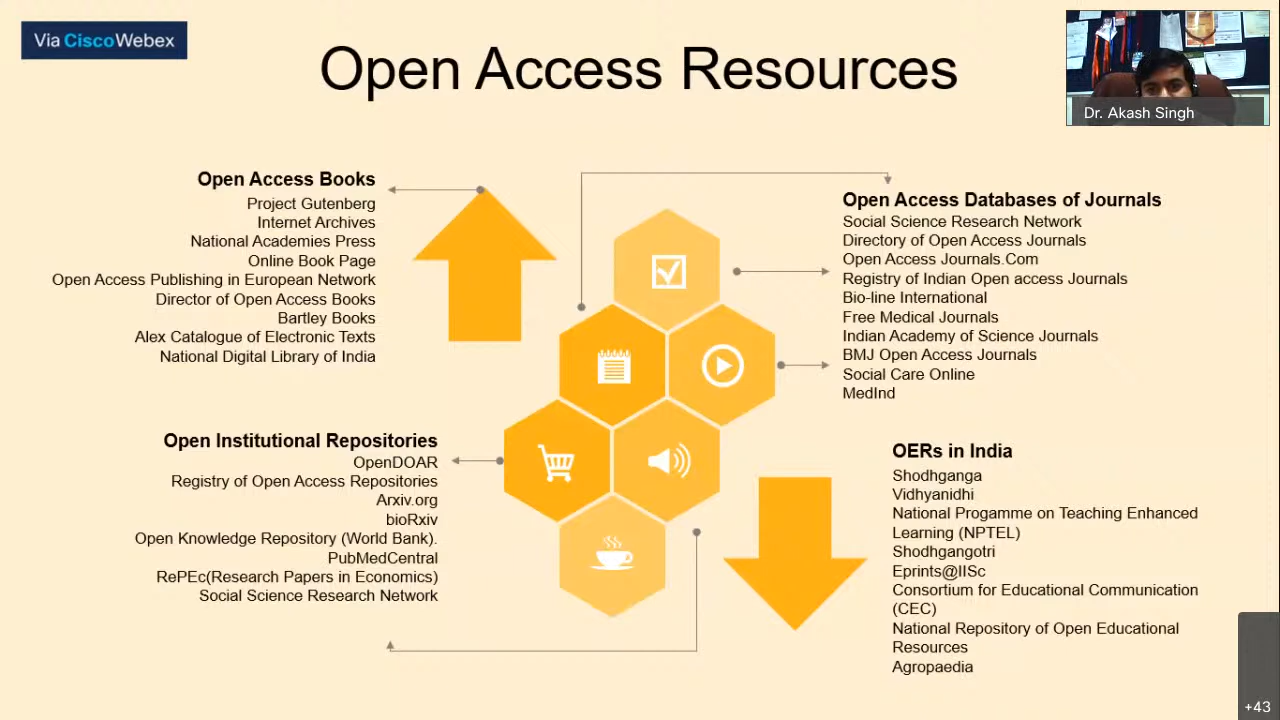 Via CiscoWebex
Open Access Resources
Dr. Akash Singh
Open Access Books
Project Gutenberg
Internet Archives
National Academies Press
Online Book Page
Open Access Publishing in European Network
Director of Open Access Books
Bartley Books
Alex Catalogue of Electronic Texts
National Digital Library of India
Open Access Databases of Journals
Social Science Research Network
Directory of Open Access Journals
Open Access Journals.Com
Registry of Indian Open access Journals
Bio-line International
Free Medical Journals
Indian Academy of Science Journals
BMJ Open Access Journals
Social Care Online
MedInd
Open Institutional Repositories
OpenDOAR
Registry of Open Access Repositories
Arxiv.org
bioRxiv
Open Knowledge Repository (World Bank).
PubMedCentral
RePEc(Research Papers in Economics)
Social Science Research Network
OERs in India
Shodhganga
Vidhyanidhi
National Progamme on Teaching Enhanced
Learning (NPTEL)
Shodhgangotri
Eprints@IISc
Consortium for Educational Communication
(CEC)
National Repository of Open Educational
Resources
Agropaedia
+43